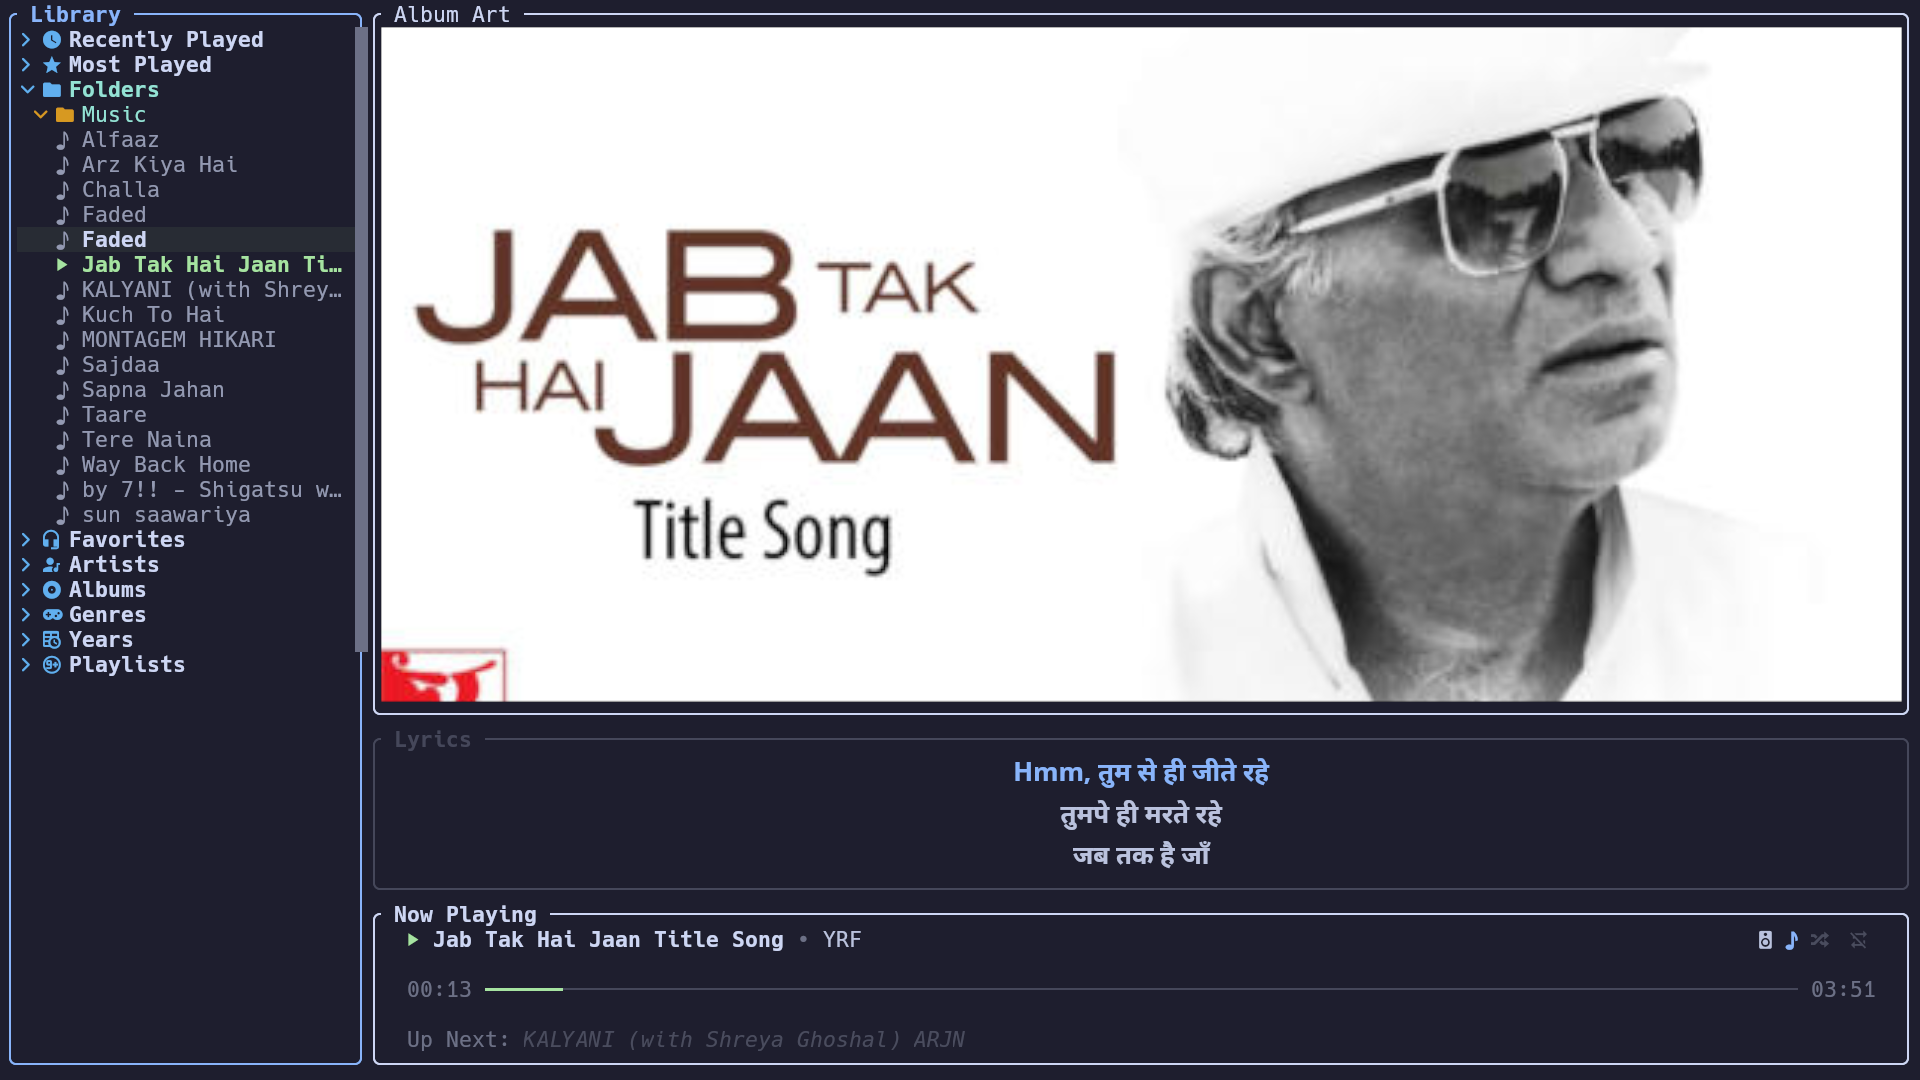 Library
Recently Played
Most Played
Folders
Music
Alfaaz
Arz Kiya Hai
Challa
Faded
Faded
Jab Tak Hai Jaan Ti…
KALYANI (with Shrey…
Kuch To Hai
MONTAGEM HIKARI
Sajdaa
Sapna Jahan
Taare
Tere Naina
Way Back Home
by 7!! – Shigatsu w…
sun saawariya
Favorites
Artists
Albums
Genres
Years
Playlists
Album Art
JAB TAK
HAI JAAN
Title Song
Lyrics
Hmm, तुम से ही जीते रहे
तुमपे ही मरते रहे
जब तक है जाँ
Now Playing
Jab Tak Hai Jaan Title Song • YRF
00:13 03:51
Up Next: KALYANI (with Shreya Ghoshal) ARJN